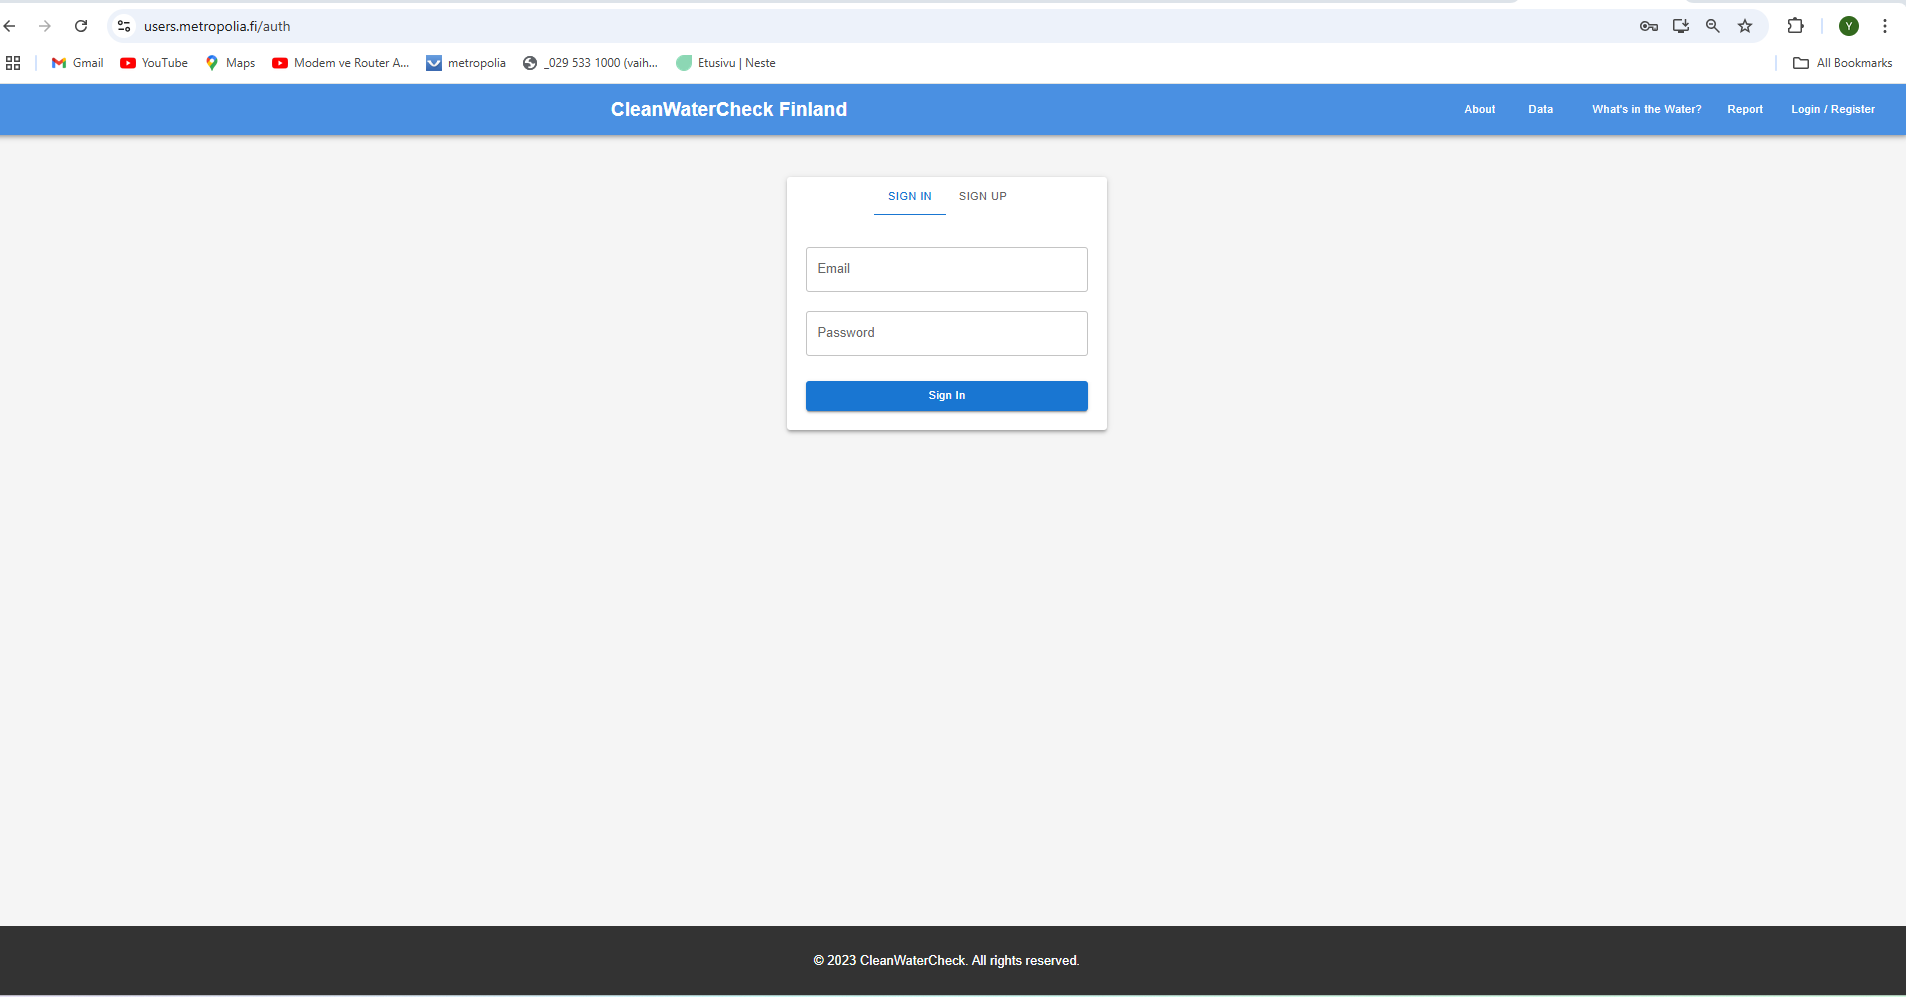 users.metropolia.fi/auth
Y
Gmail YouTube Maps Modem ve Router A... metropolia _029 533 1000 (vaih... Etusivu | Neste All Bookmarks
CleanWaterCheck Finland About Data What's in the Water? Report Login / Register
SIGN IN SIGN UP
Email
Password
Sign In
© 2023 CleanWaterCheck. All rights reserved.